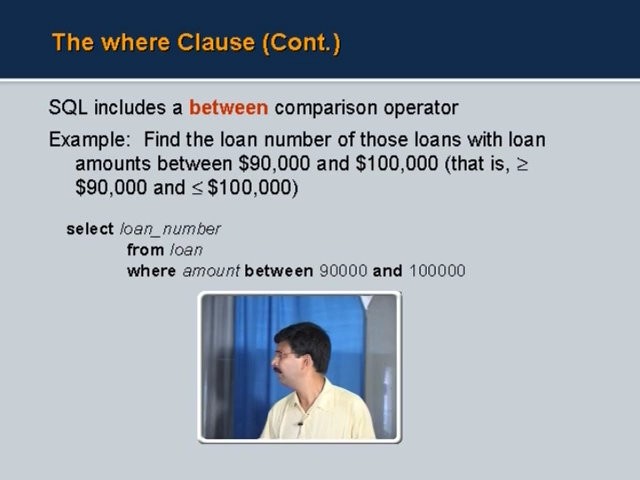 The where Clause (Cont.)
SQL includes a between comparison operator
Example: Find the loan number of those loans with loan
amounts between $90,000 and $100,000 (that is, ≥
$90,000 and ≤ $100,000)
select loan_number
from loan
where amount between 90000 and 100000